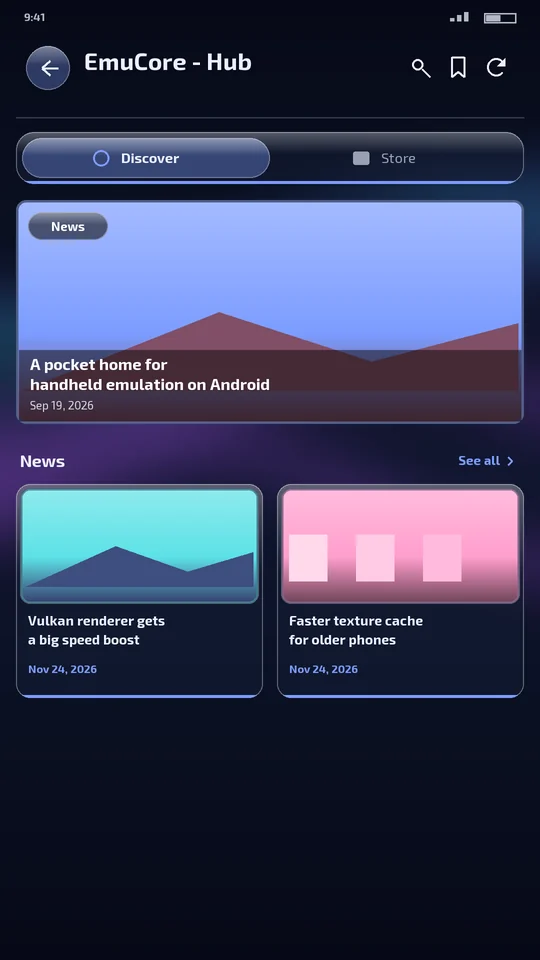 9:41
EmuCore - Hub
Discover
Store
News
A pocket home for
handheld emulation on Android
Sep 19, 2026
News
See all
Vulkan renderer gets
a big speed boost
Nov 24, 2026
Faster texture cache
for older phones
Nov 24, 2026